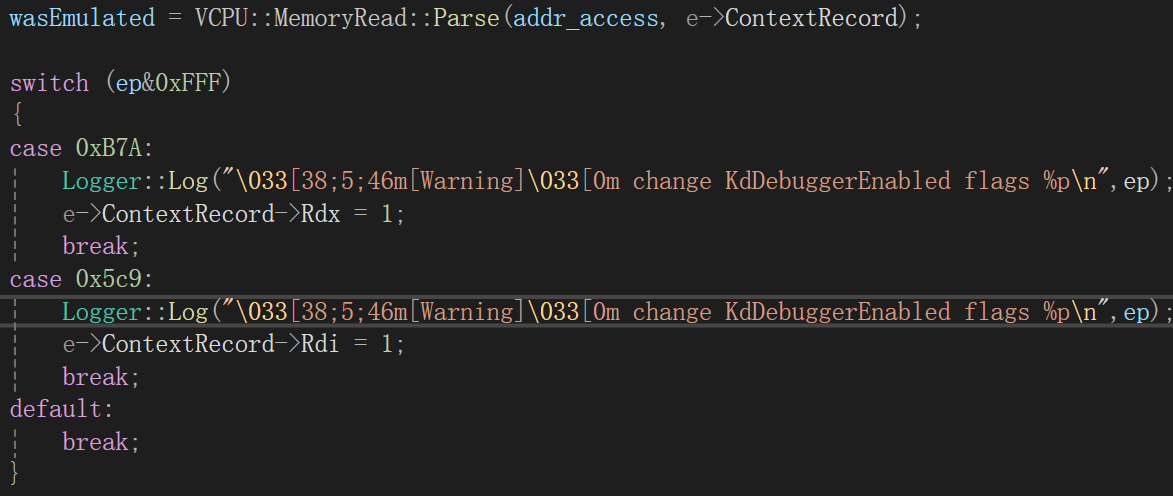 wasEmulated = VCPU::MemoryRead::Parse(addr_access, e->ContextRecord);
switch (ep&0xFFF)
{
case 0xB7A:
Logger::Log("\033[38;5;46m[Warning]\033[0m change KdDebuggerEnabled flags %p\n",ep);
e->ContextRecord->Rdx = 1;
break;
case 0x5c9:
Logger::Log("\033[38;5;46m[Warning]\033[0m change KdDebuggerEnabled flags %p\n",ep);
e->ContextRecord->Rdi = 1;
break;
default:
break;
}